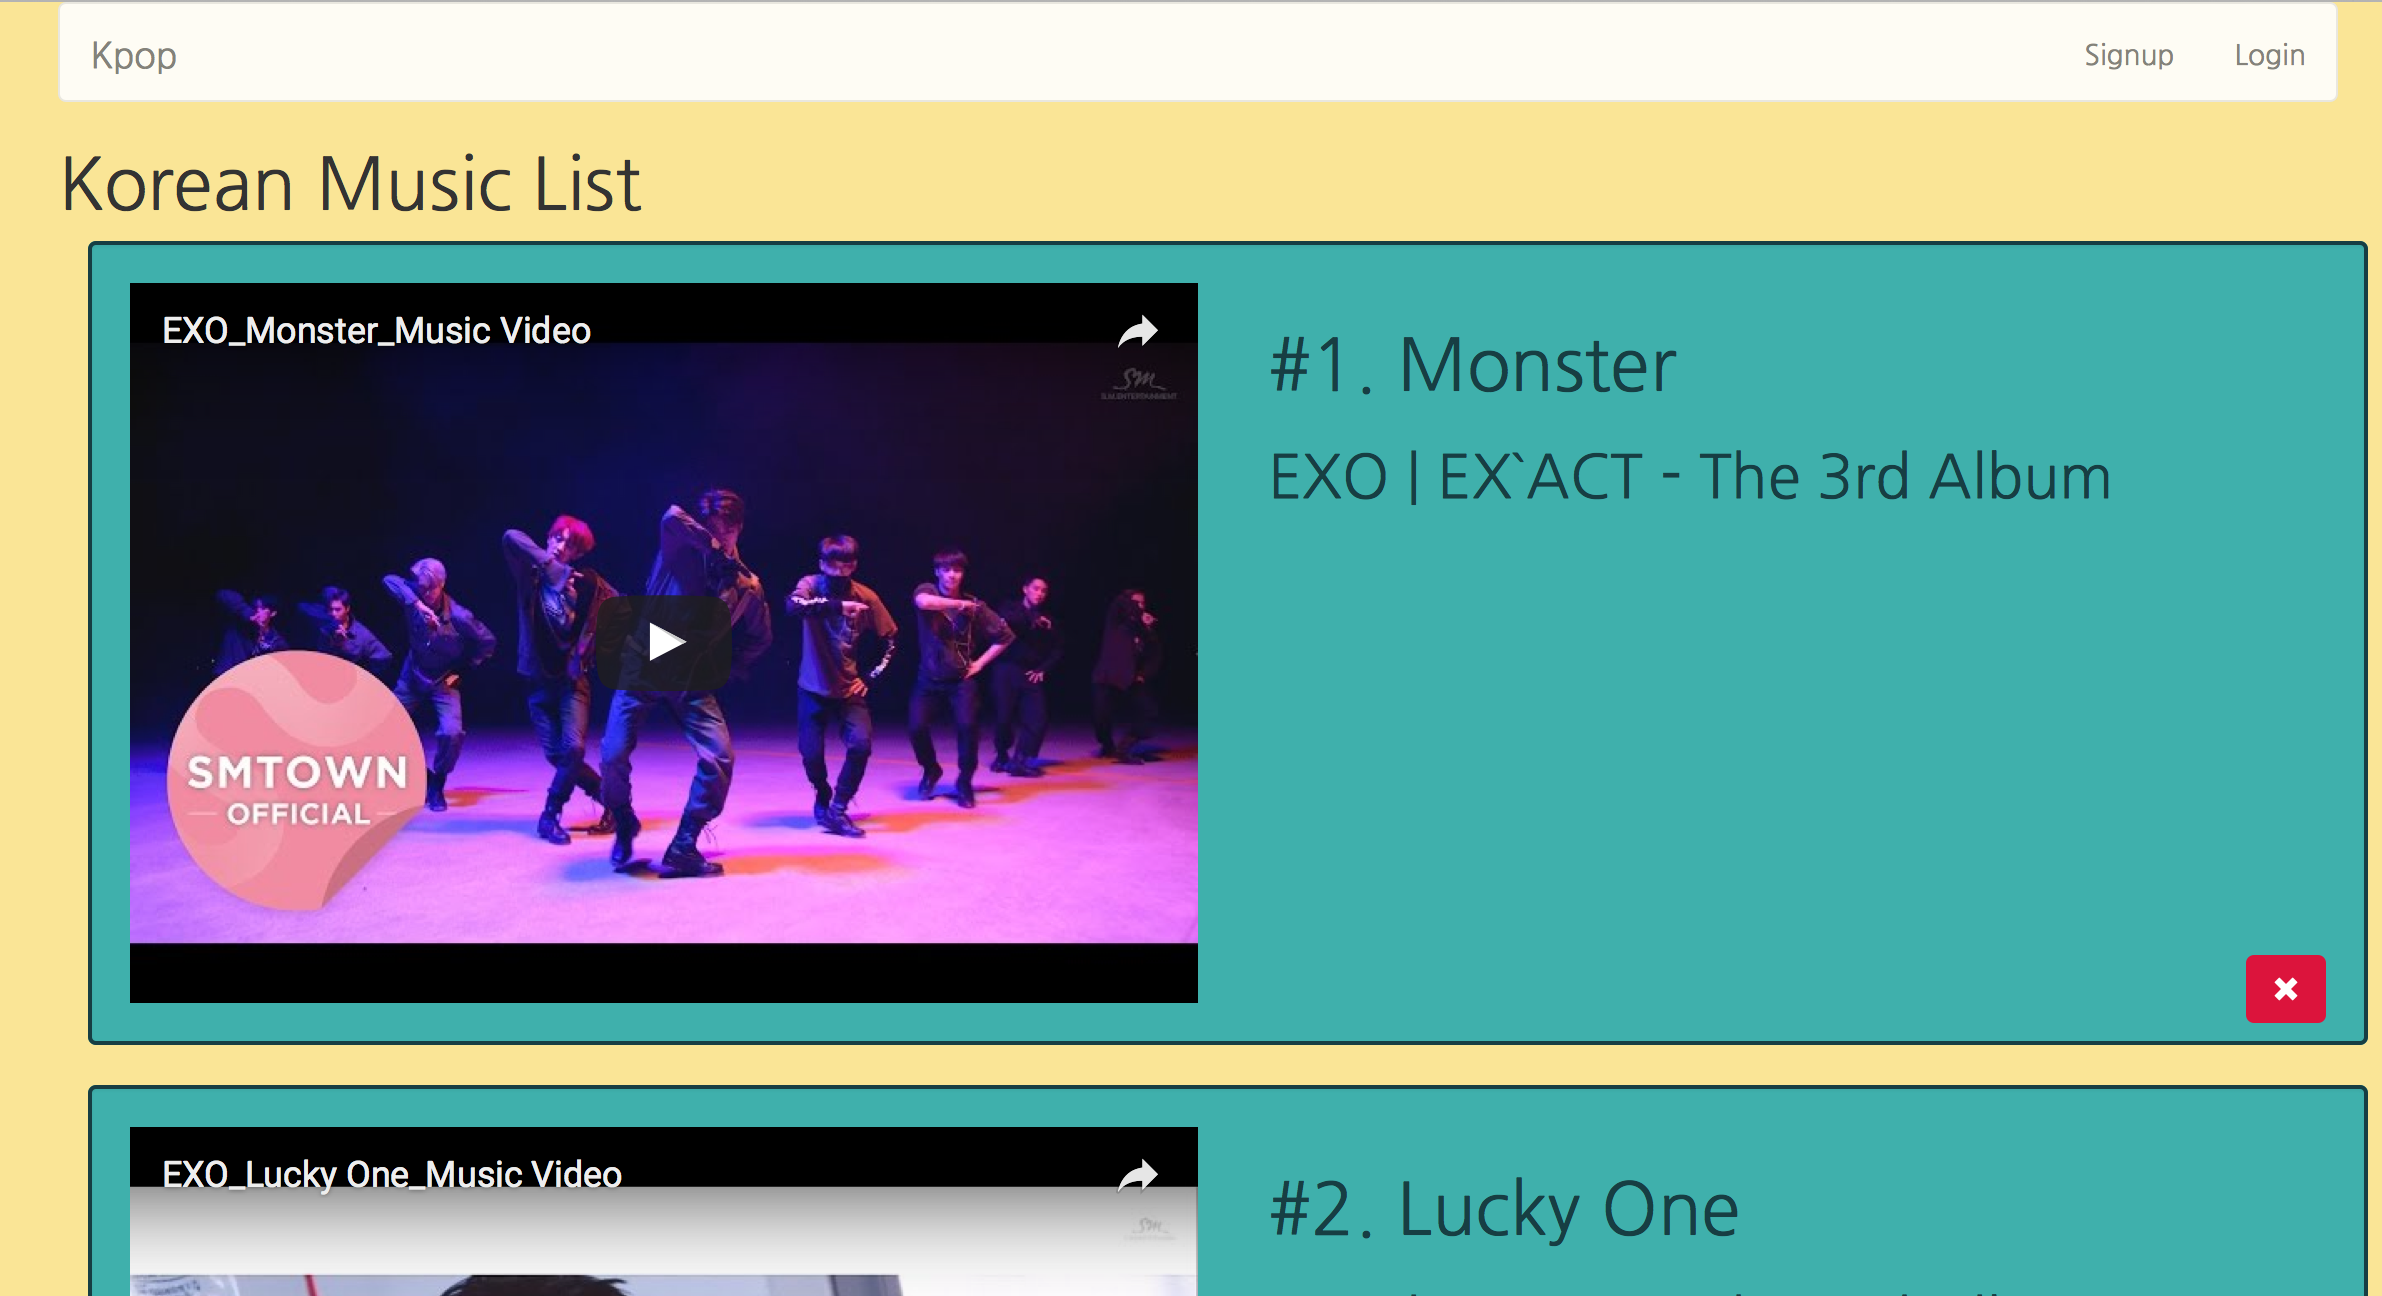 Kpop
Signup
Login
Korean Music List
EXO_Monster_Music Video
SM
S.M.ENTERTAINMENT
SMTOWN
OFFICIAL
#1. Monster
EXO | EX`ACT - The 3rd Album
EXO_Lucky One_Music Video
SM
#2. Lucky One